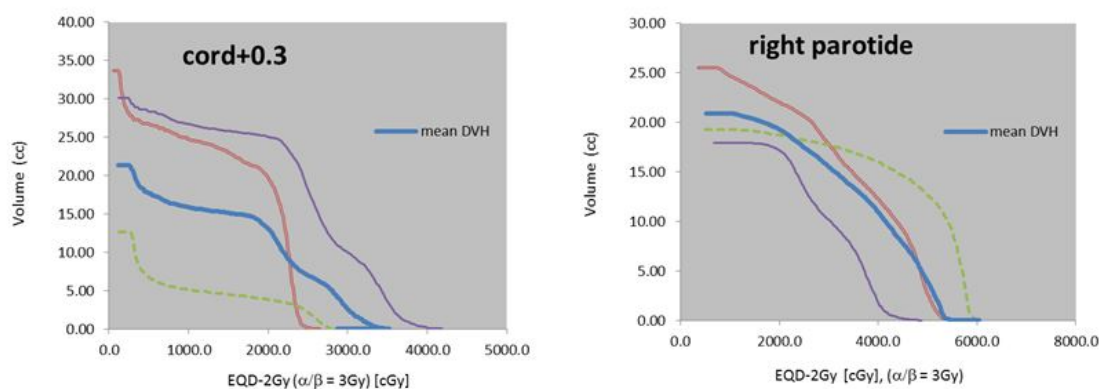 cord+0.3
40.00
35.00
30.00
25.00
20.00
15.00
10.00
5.00
0.00
Volume (cc)
mean DVH
0.0 1000.0 2000.0 3000.0 4000.0 5000.0
EQD-2Gy (α/β = 3Gy) [cGy]
right parotide
30.00
25.00
20.00
15.00
10.00
5.00
0.00
Volume (cc)
mean DVH
0.0 2000.0 4000.0 6000.0 8000.0
EQD-2Gy [cGy], (α/β = 3Gy)